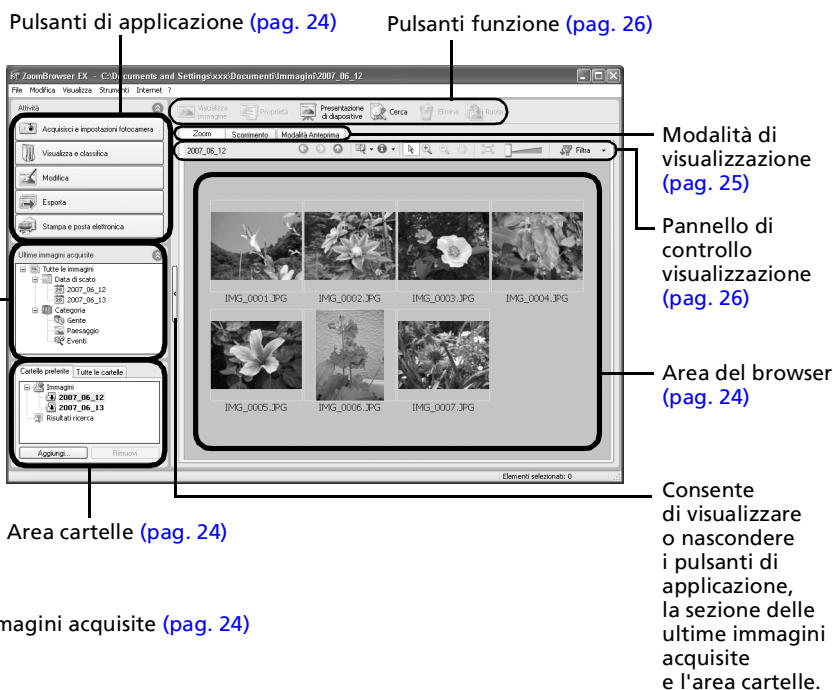 Pulsanti di applicazione (pag. 24)
Pulsanti funzione (pag. 26)
ZoomBrowser EX - C:\Documents and Settings\xxx\Documenti\Immagini\2007_06_12
File Modifica Visualizza Strumenti Internet ?
Attività
Visualizza immagine
Proprietà
Presentazione di diapositive
Cerca
Elimina
Ruota
Zoom Scorrimento Modalità Anteprima
2007_06_12
Filtra
Acquisisci e impostazioni fotocamera
Visualizza e classifica
Modifica
Esporta
Stampa e posta elettronica
Ultime immagini acquisite
Tutte le immagini
Data di scato
2007_06_12
2007_06_13
Categoria
Gente
Paesaggio
Eventi
Cartelle preferite Tutte le cartelle
Immagini
2007_06_12
2007_06_13
Risultati ricerca
Aggiungi... Rimuovi
IMG_0001.JPG IMG_0002.JPG IMG_0003.JPG IMG_0004.JPG
IMG_0005.JPG IMG_0006.JPG IMG_0007.JPG
Elementi selezionati: 0
Modalità di
visualizzazione
(pag. 25)
Pannello di
controllo
visualizzazione
(pag. 26)
Area del browser
(pag. 24)
Consente
di visualizzare
o nascondere
i pulsanti di
applicazione,
la sezione delle
ultime immagini
acquisite
e l'area cartelle.
Area cartelle (pag. 24)
magini acquisite (pag. 24)